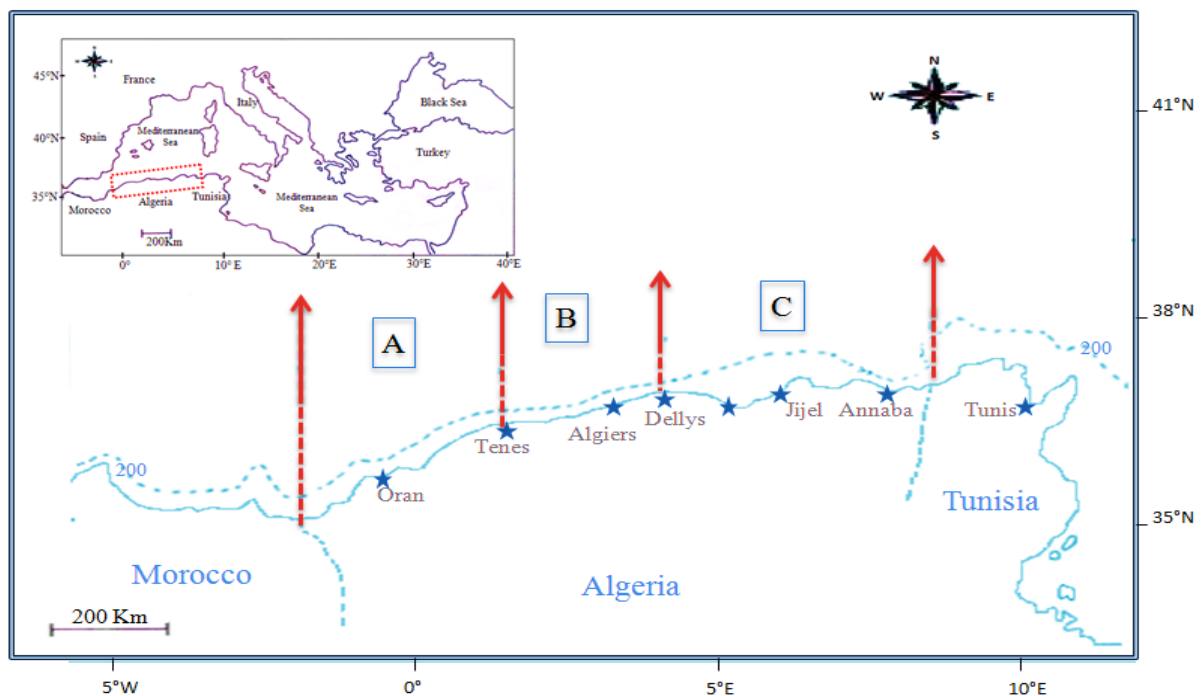 45°N
France
Italy
Black Sea
40°N
Spain
Mediterranean
Sea
Turkey
35°N
Morocco
Algeria
Tunisia
Mediterranean
Sea
200Km
0°
10°E
20°E
30°E
40°E
N
W
E
S
41°N
38°N
35°N
A
B
C
200
200
Tenes
Algiers
Dellys
Jijel
Annaba
Tunis
Oran
Tunisia
Morocco
Algeria
200 Km
5°W
0°
5°E
10°E